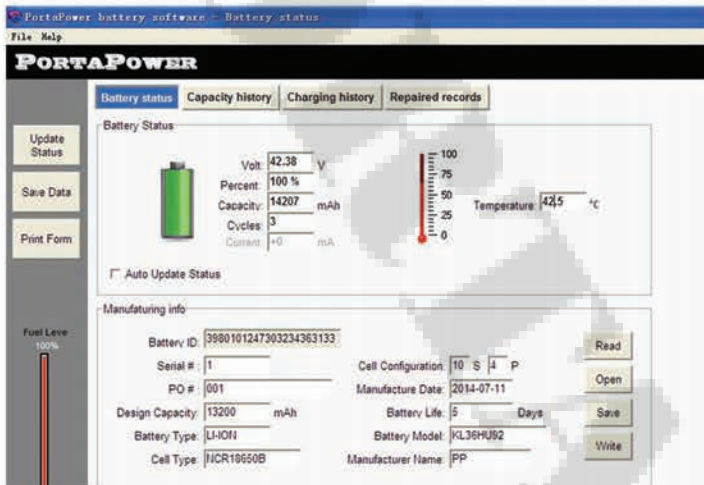 PortaPower battery software - Battery status
File Help
PORTAPOWER
Battery status Capacity history Charging history Repaired records
Update Status
Save Data
Print Form
Battery Status
Volt: 42.38 V
Percent: 100 %
Capacity: 14207 mAh
Cycles: 3
Current: +0 mA
100
75
50
25
0
Temperature: 42.5 °C
Auto Update Status
Manufaturing info
Battery ID: 3980101247303234363133
Serial #: 1
PO #: 001
Design Capacity: 13200 mAh
Battery Type: LI-ION
Cell Type: NCR18650B
Cell Configuration: 10 S 4 P
Manufacture Date: 2014-07-11
Battery Life: 5 Days
Battery Model: KL36HU92
Manufacturer Name: PP
Read
Open
Save
Write
Fuel Leve
100%